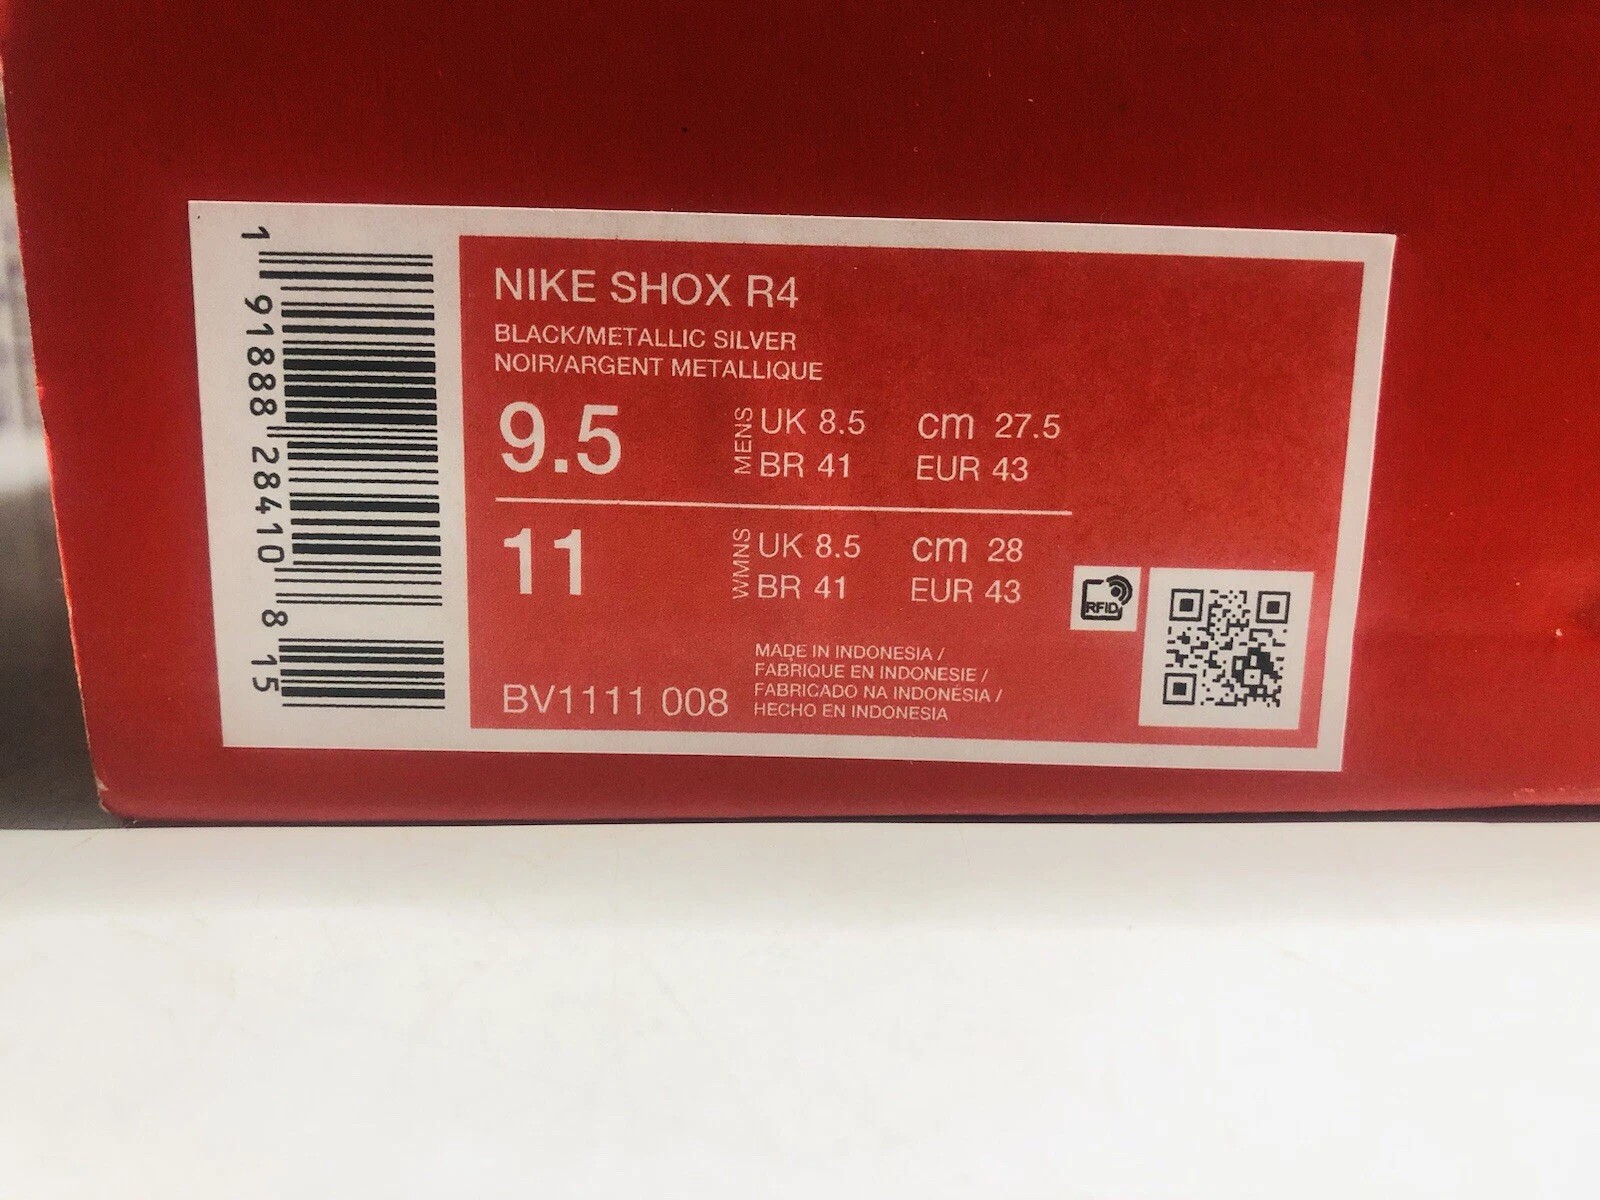 1 91888 28410 8 15
NIKE SHOX R4
BLACK/METALLIC SILVER
NOIR/ARGENT METALLIQUE
9.5 MENS UK 8.5 cm 27.5
BR 41 EUR 43
11 WMNS UK 8.5 cm 28
BR 41 EUR 43
RFID
BV1111 008
MADE IN INDONESIA /
FABRIQUE EN INDONESIE /
FABRICADO NA INDONÉSIA /
HECHO EN INDONESIA